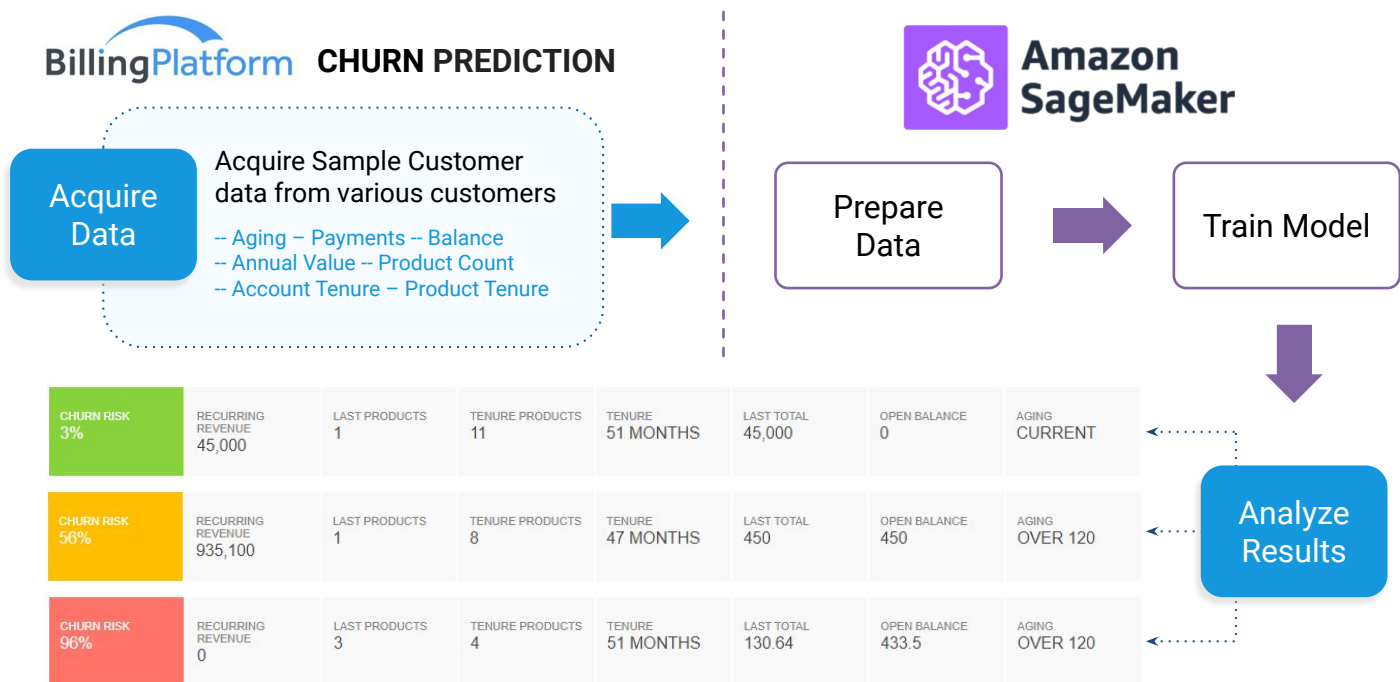 BillingPlatform CHURN PREDICTION
Amazon
SageMaker
Acquire
Data
Acquire Sample Customer
data from various customers
-- Aging – Payments -- Balance
-- Annual Value -- Product Count
-- Account Tenure – Product Tenure
Prepare
Data
Train Model
CHURN RISK
3%
RECURRING
REVENUE
45,000
LAST PRODUCTS
1
TENURE PRODUCTS
11
TENURE
51 MONTHS
LAST TOTAL
45,000
OPEN BALANCE
0
AGING
CURRENT
CHURN RISK
56%
RECURRING
REVENUE
935,100
LAST PRODUCTS
1
TENURE PRODUCTS
8
TENURE
47 MONTHS
LAST TOTAL
450
OPEN BALANCE
450
AGING
OVER 120
CHURN RISK
96%
RECURRING
REVENUE
0
LAST PRODUCTS
3
TENURE PRODUCTS
4
TENURE
51 MONTHS
LAST TOTAL
130.64
OPEN BALANCE
433.5
AGING
OVER 120
Analyze
Results